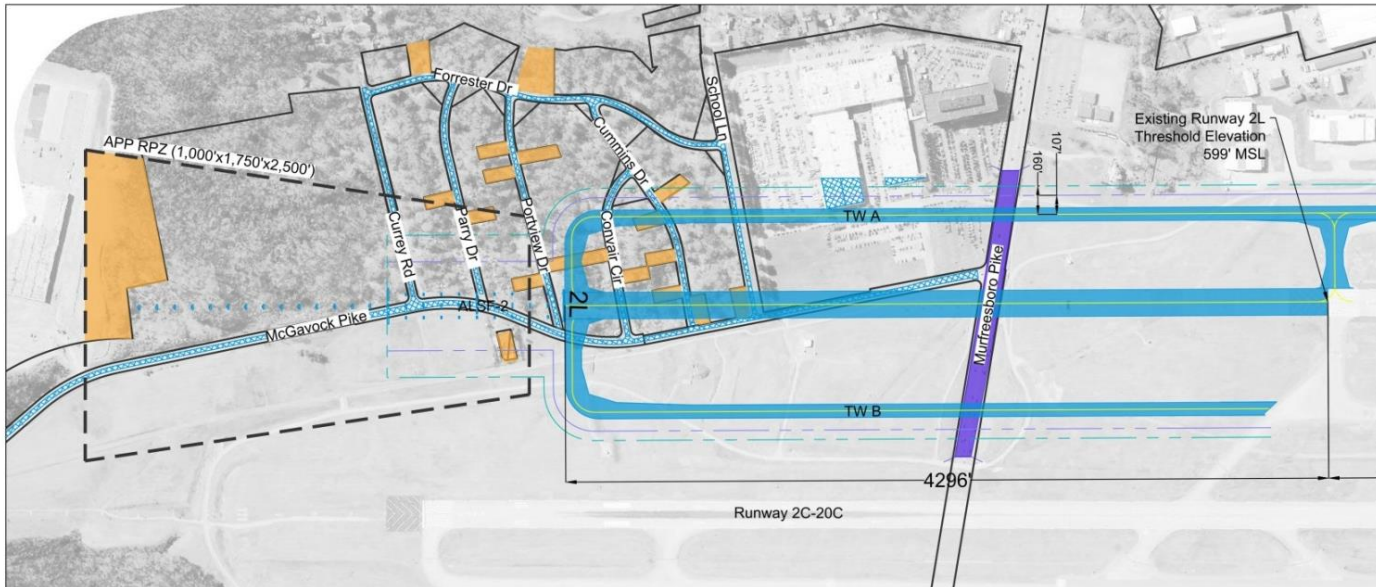 Forrester Dr
School Ln
APP RPZ (1,000'x1,750'x2,500')
Existing Runway 2L
Threshold Elevation
599' MSL
107'
160'
Cummins Dr
Currey Rd
Parry Dr
Portview Dr
Convair Cir
TW A
2L
ALSF-2
McGavock Pike
Murfreesboro Pike
TW B
4296'
Runway 2C-20C